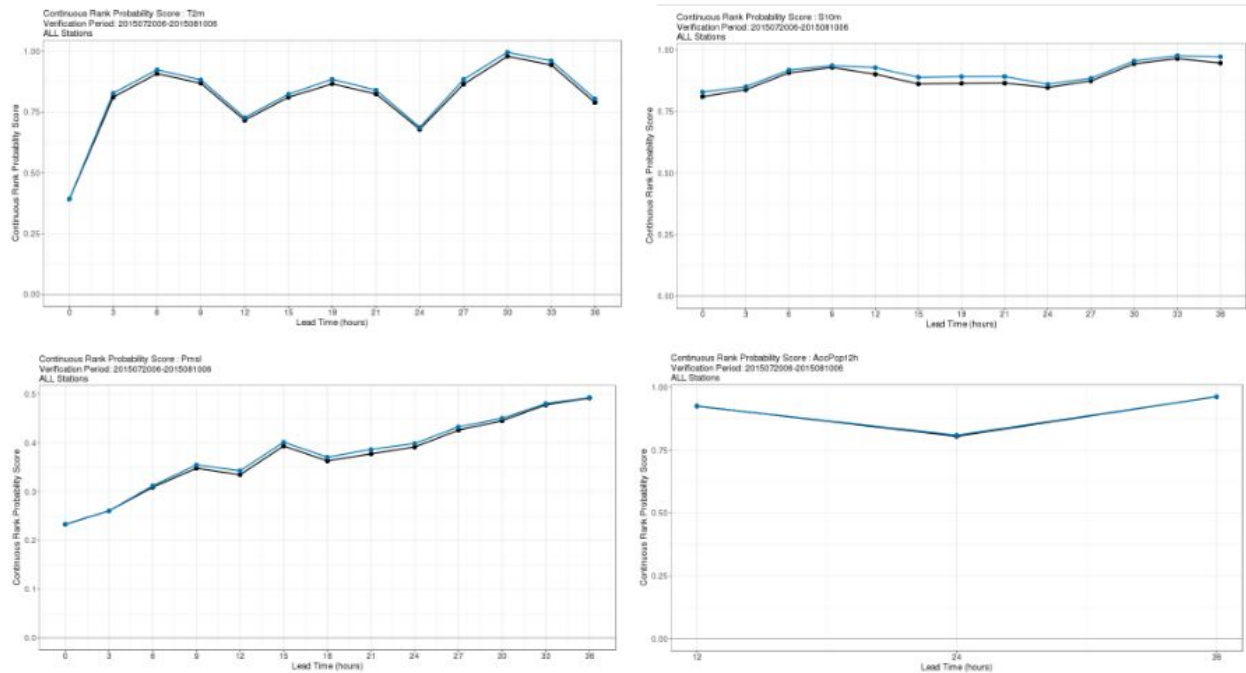 Continuous Rank Probability Score : T2m
Verification Period: 2015072006-2015081006
ALL Stations
1.00
0.75
0.50
0.25
0.00
Continuous Rank Probability Score
0 3 6 9 12 15 18 21 24 27 30 33 36
Lead Time (hours)
Continuous Rank Probability Score : S10m
Verification Period: 2015072006-2015081006
ALL Stations
1.00
0.75
0.50
0.25
0.00
Continuous Rank Probability Score
0 3 6 9 12 15 18 21 24 27 30 33 36
Lead Time (hours)
Continuous Rank Probability Score : Pmsl
Verification Period: 2015072006-2015081006
ALL Stations
0.5
0.4
0.3
0.2
0.1
0.0
Continuous Rank Probability Score
0 3 6 9 12 15 18 21 24 27 30 33 36
Lead Time (hours)
Continuous Rank Probability Score : AccPcp12h
Verification Period: 2015072006-2015081006
ALL Stations
1.00
0.75
0.50
0.25
0.00
Continuous Rank Probability Score
12 24 36
Lead Time (hours)